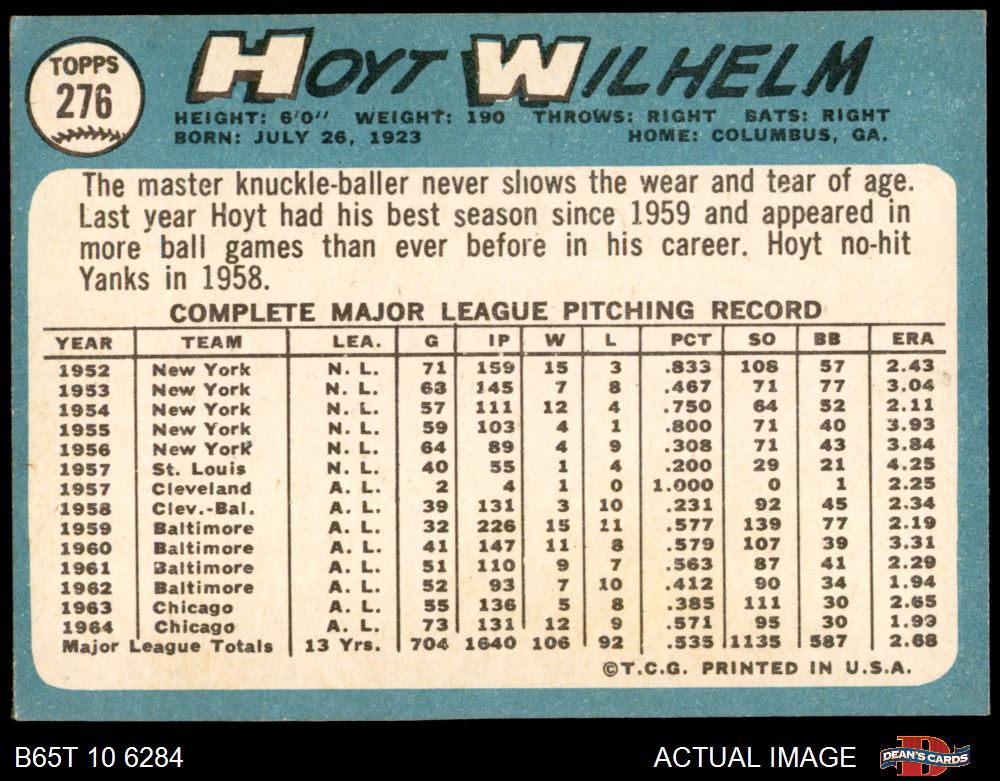 TOPPS
276
HOYT WILHELM
HEIGHT: 6'0" WEIGHT: 190 THROWS: RIGHT BATS: RIGHT
BORN: JULY 26, 1923 HOME: COLUMBUS, GA.
The master knuckle-baller never shows the wear and tear of age.
Last year Hoyt had his best season since 1959 and appeared in
more ball games than ever before in his career. Hoyt no-hit
Yanks in 1958.
COMPLETE MAJOR LEAGUE PITCHING RECORD
YEAR TEAM LEA. G IP W L PCT SO BB ERA
1952 New York N. L. 71 159 15 3 .833 108 57 2.43
1953 New York N. L. 63 145 7 8 .467 71 77 3.04
1954 New York N. L. 57 111 12 4 .750 64 52 2.11
1955 New York N. L. 59 103 4 1 .800 71 40 3.93
1956 New York N. L. 64 89 4 9 .308 71 43 3.84
1957 St. Louis N. L. 40 55 1 4 .200 29 21 4.25
1957 Cleveland A. L. 2 4 1 0 1.000 0 1 2.25
1958 Clev.-Bal. A. L. 39 131 3 10 .231 92 45 2.34
1959 Baltimore A. L. 32 226 15 11 .577 139 77 2.19
1960 Baltimore A. L. 41 147 11 8 .579 107 39 3.31
1961 Baltimore A. L. 51 110 9 7 .563 87 41 2.29
1962 Baltimore A. L. 52 93 7 10 .412 90 34 1.94
1963 Chicago A. L. 55 136 5 8 .385 111 30 2.65
1964 Chicago A. L. 73 131 12 9 .571 95 30 1.99
Major League Totals 13 Yrs. 704 1640 106 92 .535 1135 587 2.68
©T.C.G. PRINTED IN U.S.A.
B65T 10 6284 ACTUAL IMAGE DEAN'S CARDS